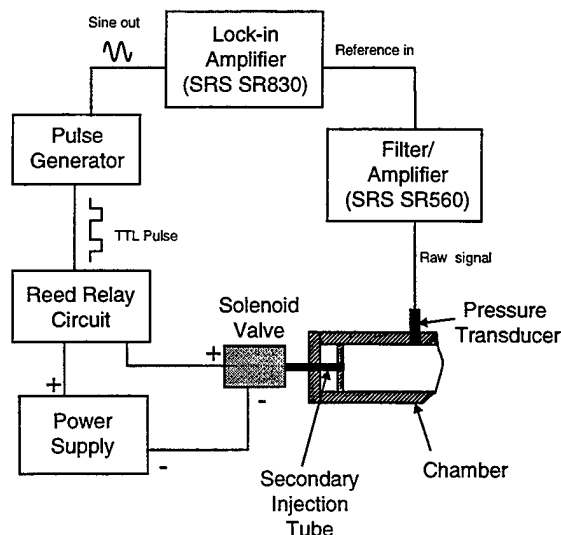 Sine out
Lock-in
Amplifier
(SRS SR830)
Reference in
Pulse
Generator
Filter/
Amplifier
(SRS SR560)
TTL Pulse
Raw signal
Reed Relay
Circuit
Solenoid
Valve
Pressure
Transducer
+
+
-
Power
Supply
-
Secondary
Injection
Tube
Chamber